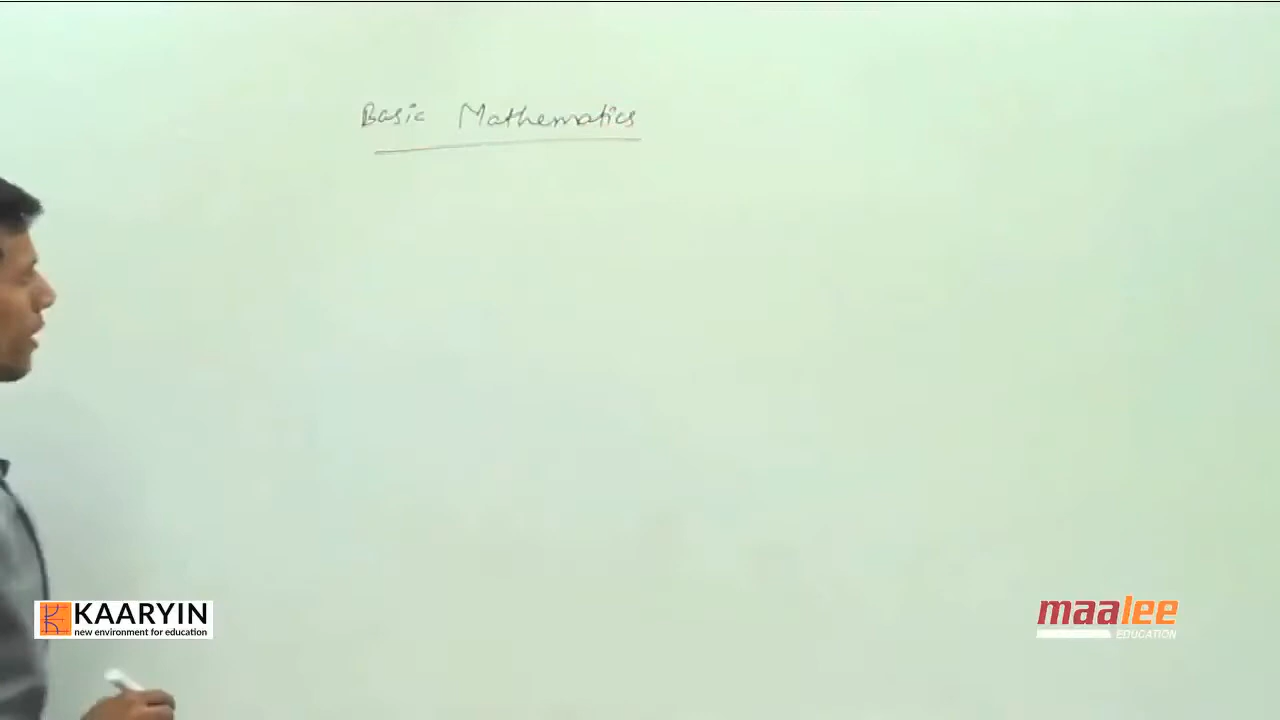 Basic Mathematics
KAARYIN
new environment for education
maalee
EDUCATION